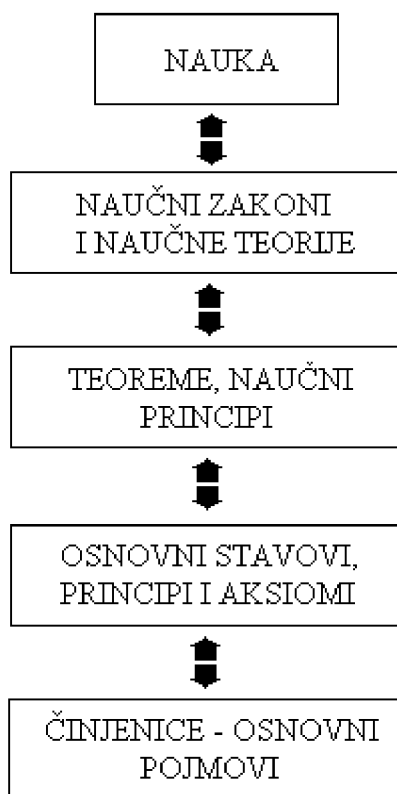 NAUKA
NAUČNI ZAKONI
I NAUČNE TEORIJE
TEOREME, NAUČNI
PRINCIPI
OSNOVNI STAVOVI,
PRINCIPI I AKSIOMI
ČINJENICE - OSNOVNI
POJMOVI